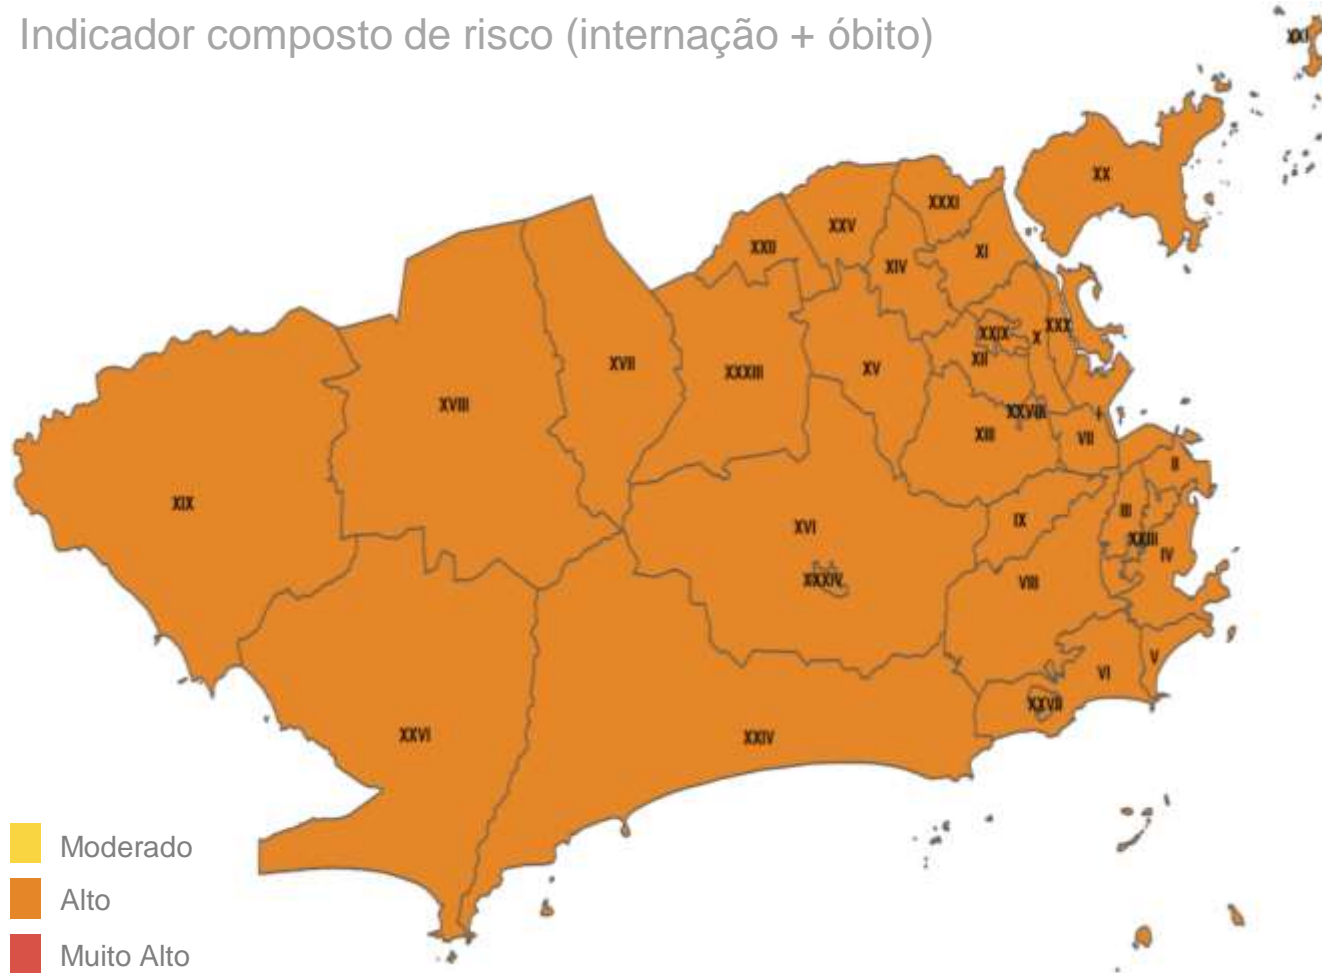 Indicador composto de risco (internação + óbito)
XXI
XX
XXXI
XXV
XXII
XI
XIV
XXIX
X
XXX
XII
XV
XVII
XXXIII
XVIII
XXVIII
I
XIII
VII
II
XIX
III
IX
XVI
XXIII
IV
XXXIV
VIII
V
VI
XXVII
XXVI
XXIV
Moderado
Alto
Muito Alto